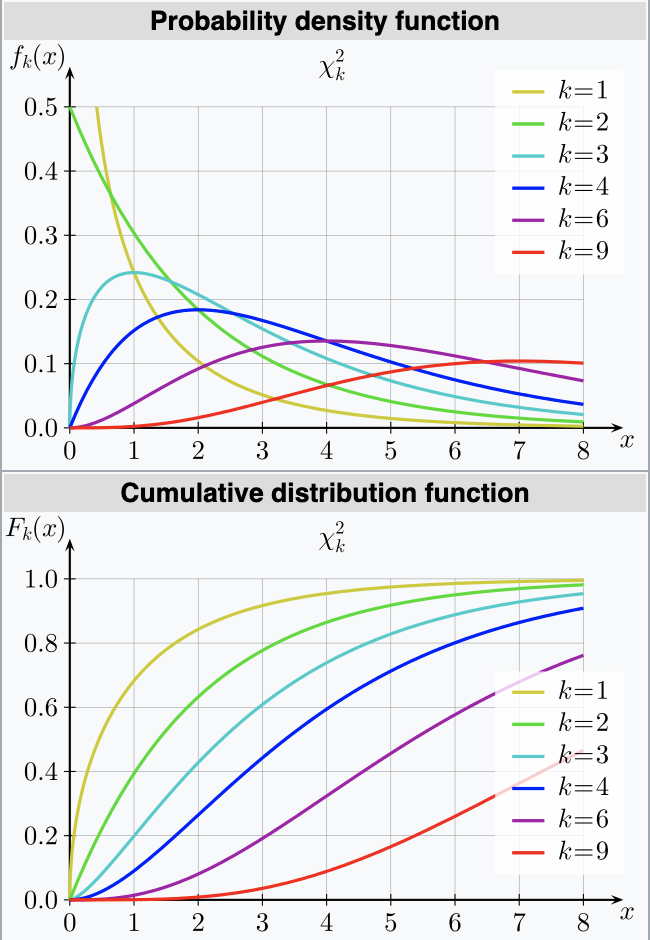 Probability density function
fₖ(x)
χ²ₖ
0.5
0.4
0.3
0.2
0.1
0.0
k=1
k=2
k=3
k=4
k=6
k=9
0 1 2 3 4 5 6 7 8 x
Cumulative distribution function
Fₖ(x)
χ²ₖ
1.0
0.8
0.6
0.4
0.2
0.0
k=1
k=2
k=3
k=4
k=6
k=9
0 1 2 3 4 5 6 7 8 x